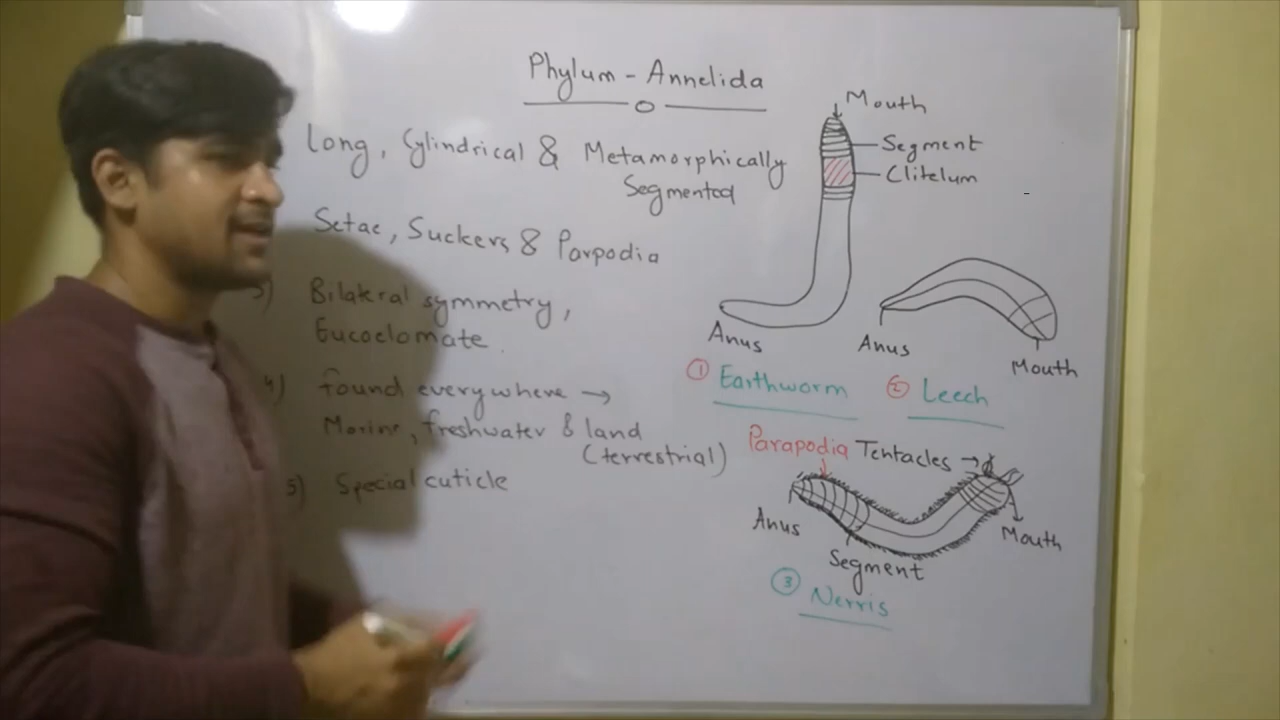 Phylum - Annelida
Long, Cylindrical & Metamorphically
Segmented
Setae, Suckers & Parpodia
3) Bilateral symmetry,
Eucoelomate.
4) found everywhere →
Marine, freshwater & land
(terrestrial)
5) Special cuticle
Mouth
Segment
Clitelum
Anus
① Earthworm
Anus
Mouth
② Leech
Parapodia Tentacles →
Anus
Mouth
Segment
③ Nerris